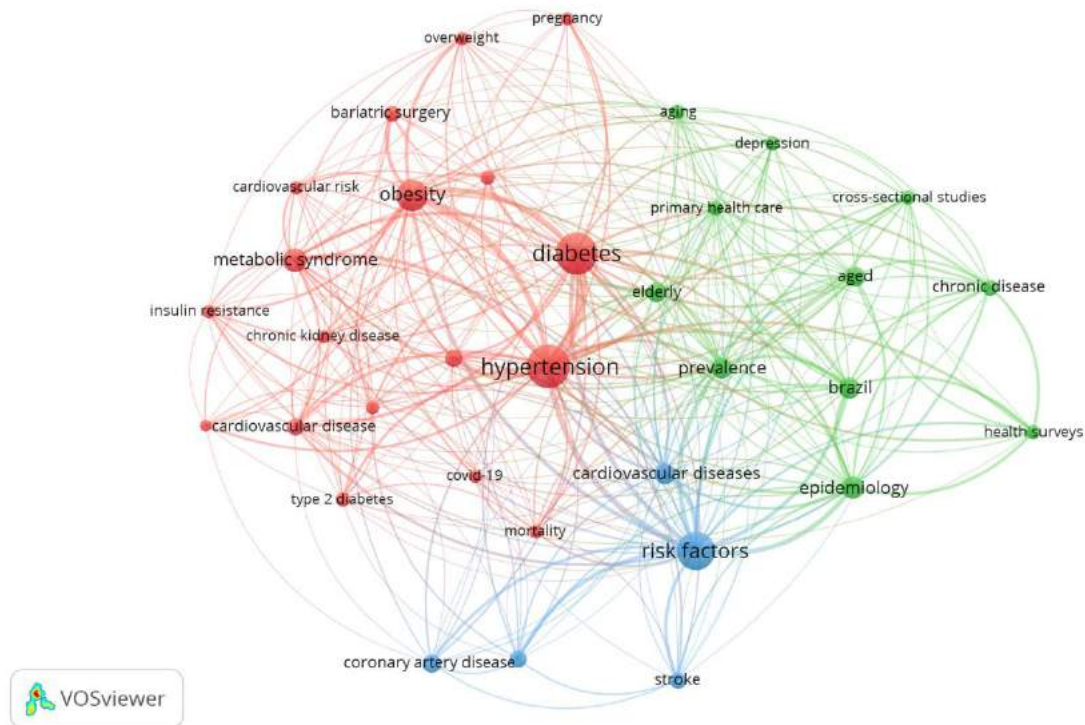 pregnancy
overweight
bariatric surgery
aging
depression
cardiovascular risk
obesity
primary health care
cross-sectional studies
metabolic syndrome
diabetes
elderly
aged
chronic disease
insulin resistance
chronic kidney disease
hypertension
prevalence
brazil
cardiovascular disease
health surveys
type 2 diabetes
covid-19
cardiovascular diseases
epidemiology
mortality
risk factors
coronary artery disease
stroke
VOSviewer